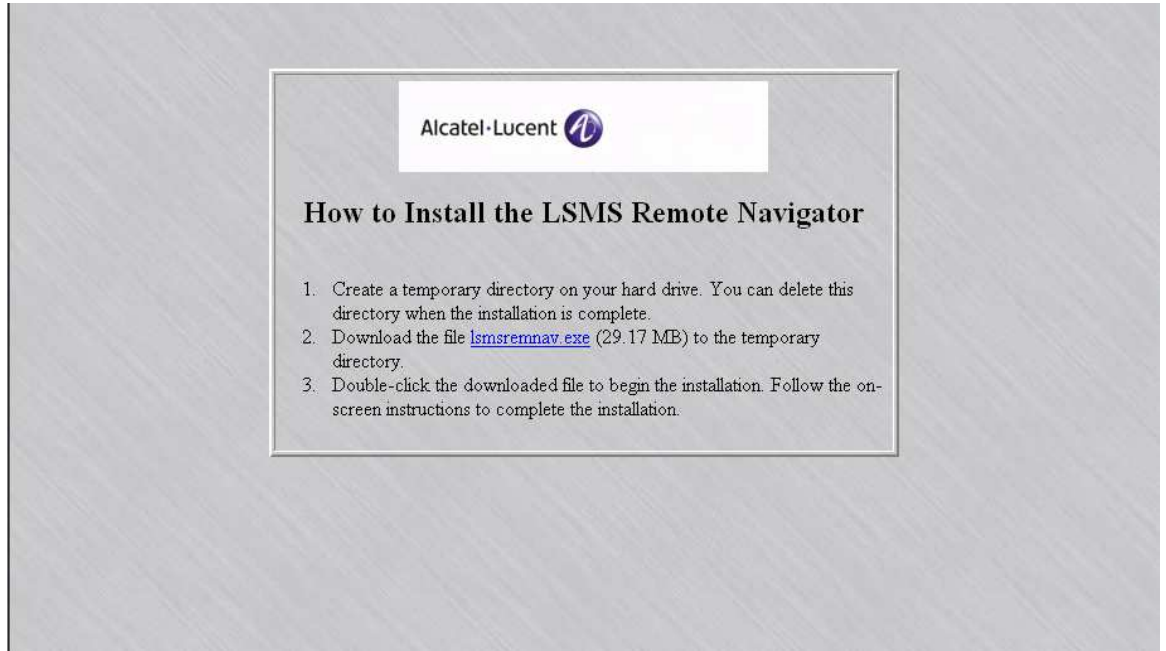 Alcatel·Lucent
How to Install the LSMS Remote Navigator
1. Create a temporary directory on your hard drive. You can delete this
directory when the installation is complete.
2. Download the file lsmsremnav.exe (29.17 MB) to the temporary
directory.
3. Double-click the downloaded file to begin the installation. Follow the on-
screen instructions to complete the installation.